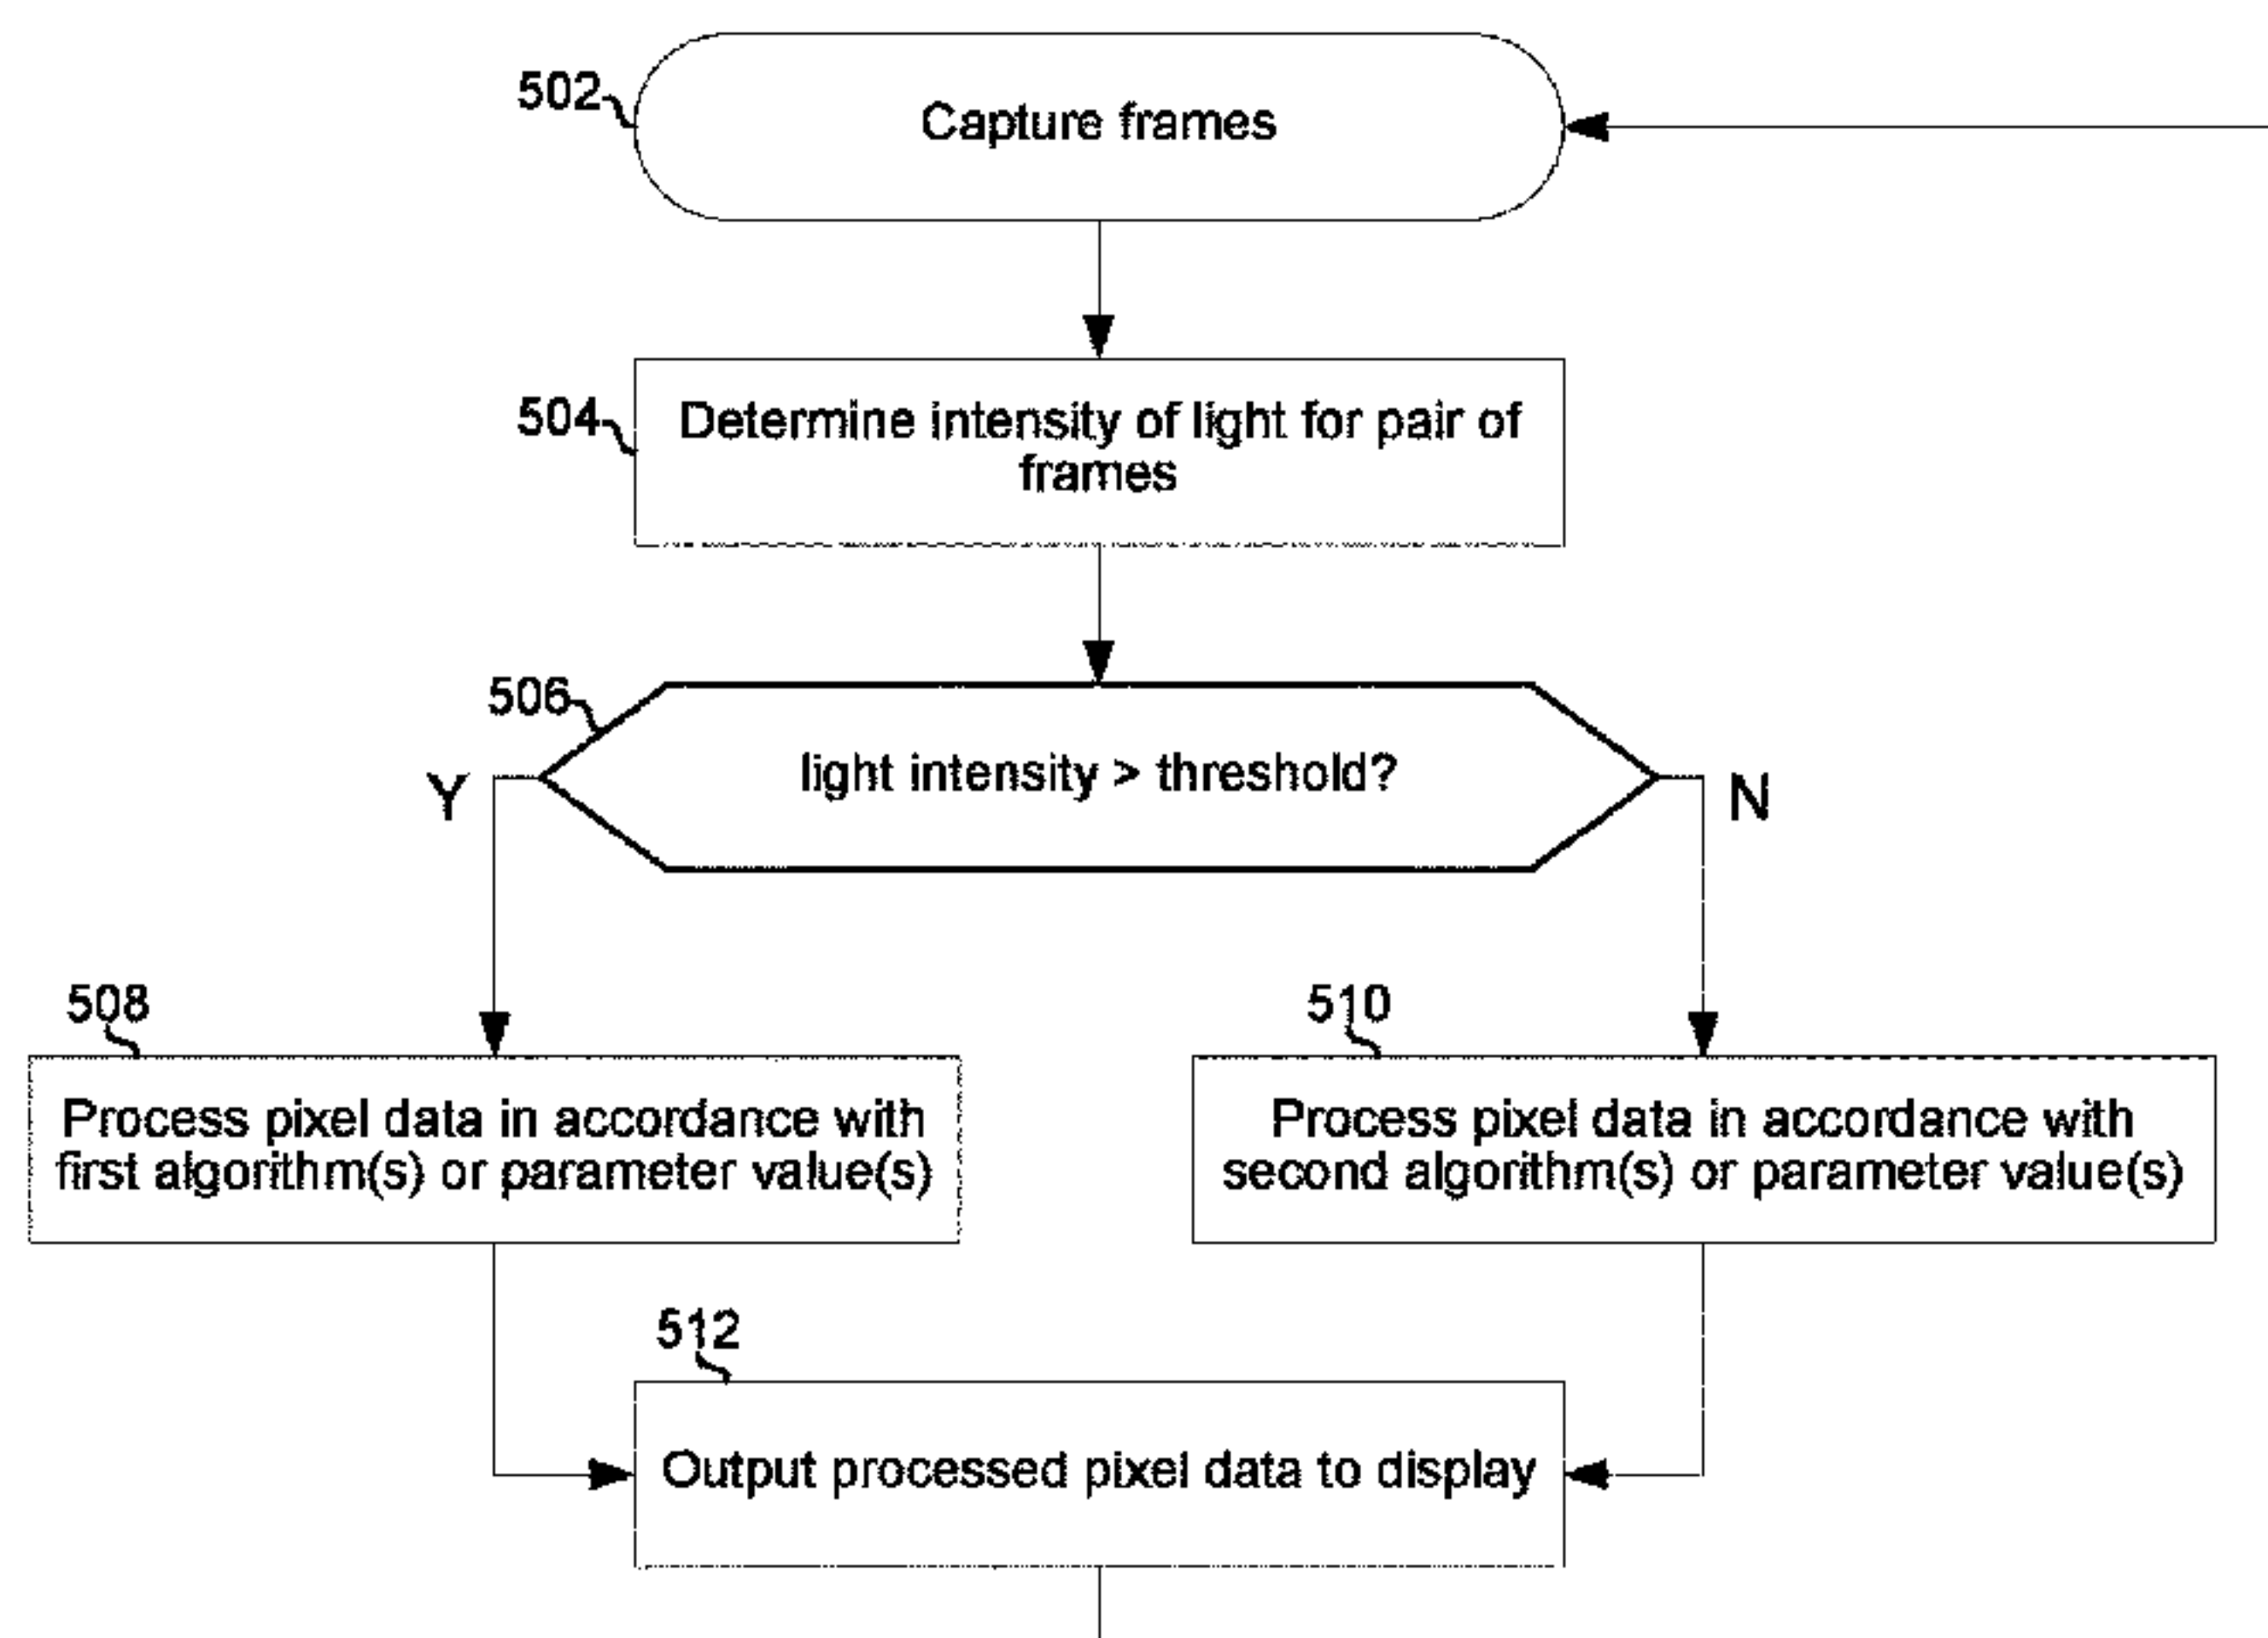 502
Capture frames
504
Determine intensity of light for pair of
frames
506
light intensity > threshold?
Y
N
508
510
Process pixel data in accordance with
first algorithm(s) or parameter value(s)
Process pixel data in accordance with
second algorithm(s) or parameter value(s)
512
Output processed pixel data to display